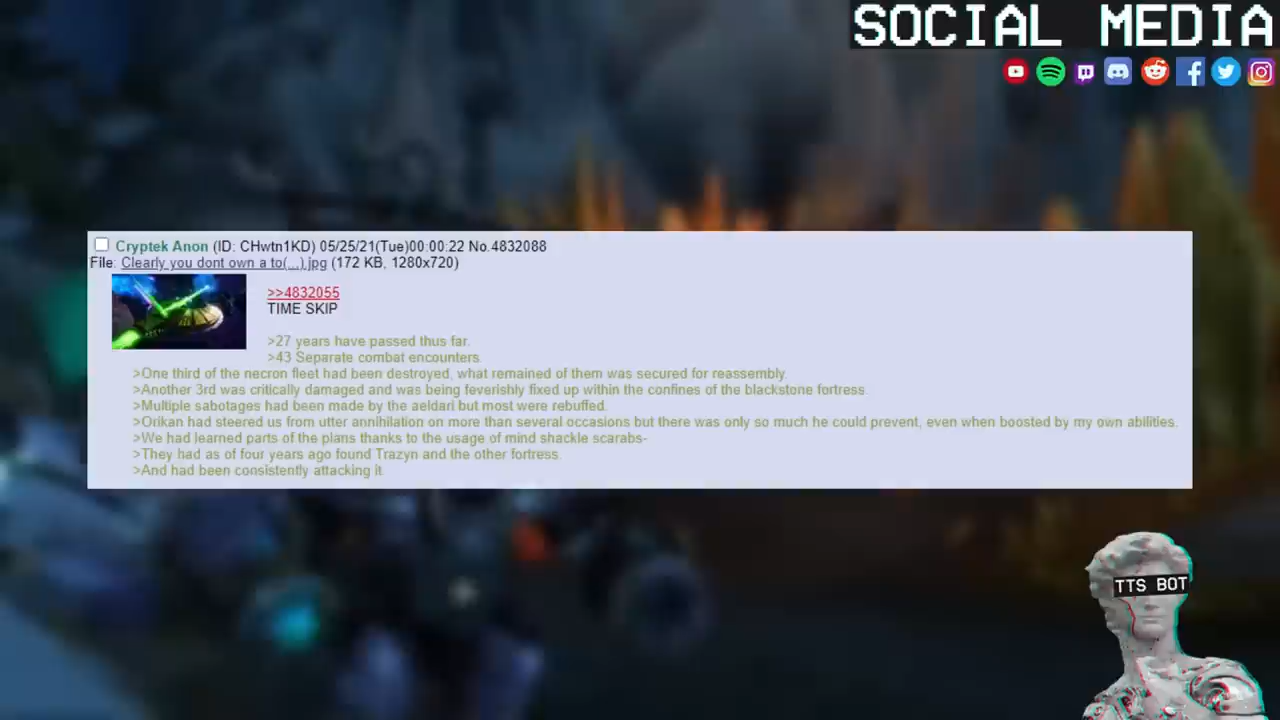 SOCIAL MEDIA
Cryptek Anon (ID: CHwtn1KD) 05/25/21(Tue)00:00:22 No.4832088
File: Clearly you dont own a to(...).jpg (172 KB, 1280x720)
>>4832055
TIME SKIP
>27 years have passed thus far.
>43 Separate combat encounters.
>One third of the necron fleet had been destroyed, what remained of them was secured for reassembly.
>Another 3rd was critically damaged and was being feverishly fixed up within the confines of the blackstone fortress.
>Multiple sabotages had been made by the aeldari but most were rebuffed.
>Orikan had steered us from utter annihilation on more than several occasions but there was only so much he could prevent, even when boosted by my own abilities.
>We had learned parts of the plans thanks to the usage of mind shackle scarabs-
>They had as of four years ago found Trazyn and the other fortress.
>And had been consistently attacking it
TTS BOT